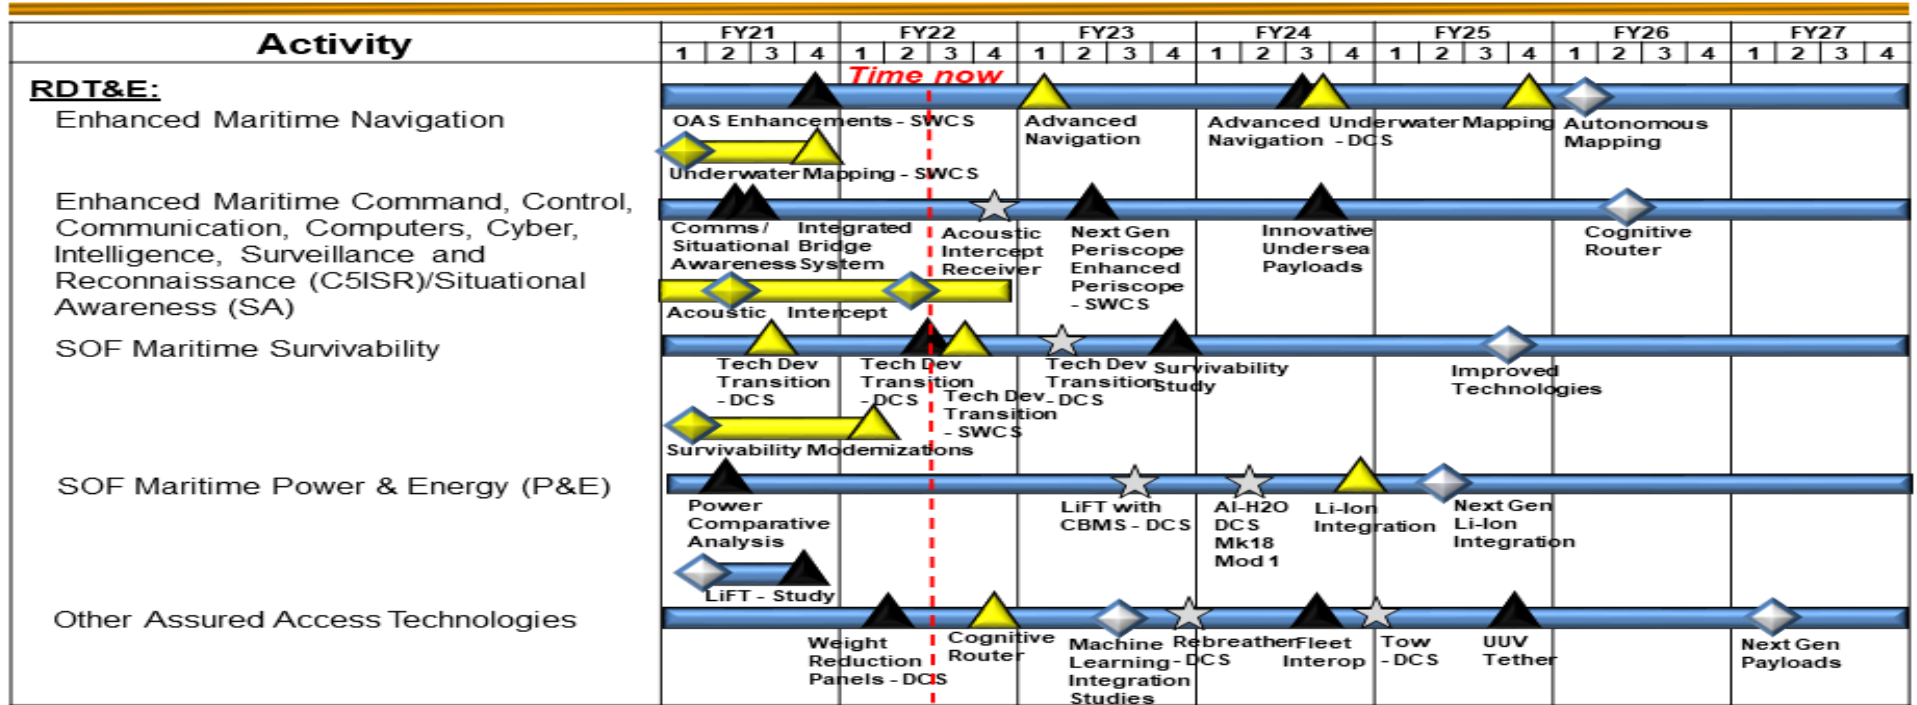 Activity
FY21 FY22 FY23 FY24 FY25 FY26 FY27
1 2 3 4 1 2 3 4 1 2 3 4 1 2 3 4 1 2 3 4 1 2 3 4 1 2 3 4
Time now
RDT&E:
Enhanced Maritime Navigation
OAS Enhancements - SWCS
Advanced
Navigation
Advanced
Navigation - DCS
Underwater Mapping
Autonomous
Mapping
Underwater Mapping - SWCS
Enhanced Maritime Command, Control,
Communication, Computers, Cyber,
Intelligence, Surveillance and
Reconnaissance (C5ISR)/Situational
Awareness (SA)
Comms/
Situational
Awareness
Integrated
Bridge
System
Acoustic
Intercept
Receiver
Next Gen
Periscope
Enhanced
Periscope
- SWCS
Innovative
Undersea
Payloads
Cognitive
Router
Acoustic Intercept
SOF Maritime Survivability
Tech Dev
Transition
- DCS
Tech Dev
Transition
- DCS
Tech Dev
Transition
- SWCS
Tech Dev
Transition
- DCS
Survivability
Study
Improved
Technologies
Survivability Modernizations
SOF Maritime Power & Energy (P&E)
Power
Comparative
Analysis
LiFT with
CBMS - DCS
Al-H2O
DCS
Mk18
Mod 1
Li-Ion
Integration
Next Gen
Li-Ion
Integration
LiFT - Study
Other Assured Access Technologies
Weight
Reduction
Panels - DCS
Cognitive
Router
Machine
Learning
Integration
Studies
Rebreather
- DCS
Fleet
Interop
Tow
- DCS
UUV
Tether
Next Gen
Payloads